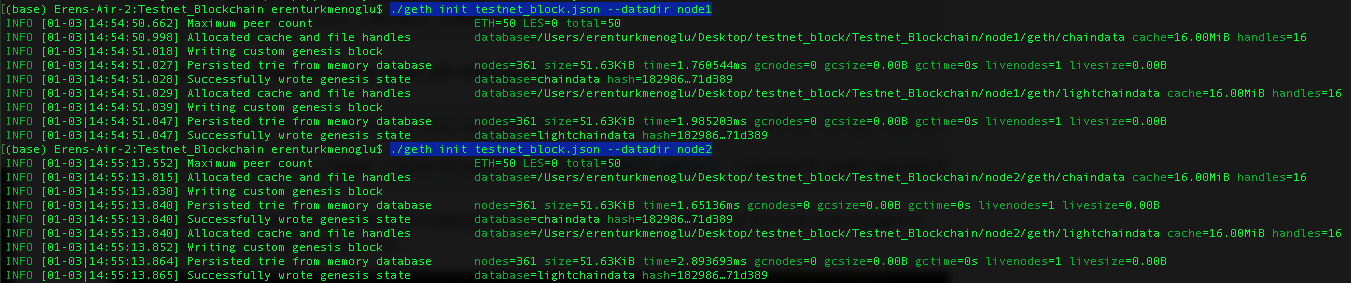 [(base) Erens-Air-2:Testnet_Blockchain erenturkmenoglu$ ./geth init testnet_block.json --datadir node1
INFO [01-03|14:54:50.662] Maximum peer count ETH=50 LES=0 total=50
INFO [01-03|14:54:50.998] Allocated cache and file handles database=/Users/erenturkmenoglu/Desktop/testnet_block/Testnet_Blockchain/node1/geth/chaindata cache=16.00MiB handles=16
INFO [01-03|14:54:51.018] Writing custom genesis block
INFO [01-03|14:54:51.027] Persisted trie from memory database nodes=361 size=51.63KiB time=1.760544ms gcnodes=0 gcsize=0.00B gctime=0s livenodes=1 livesize=0.00B
INFO [01-03|14:54:51.028] Successfully wrote genesis state database=chaindata hash=182986…71d389
INFO [01-03|14:54:51.029] Allocated cache and file handles database=/Users/erenturkmenoglu/Desktop/testnet_block/Testnet_Blockchain/node1/geth/lightchaindata cache=16.00MiB handles=16
INFO [01-03|14:54:51.039] Writing custom genesis block
INFO [01-03|14:54:51.047] Persisted trie from memory database nodes=361 size=51.63KiB time=1.985203ms gcnodes=0 gcsize=0.00B gctime=0s livenodes=1 livesize=0.00B
INFO [01-03|14:54:51.047] Successfully wrote genesis state database=lightchaindata hash=182986…71d389
[(base) Erens-Air-2:Testnet_Blockchain erenturkmenoglu$ ./geth init testnet_block.json --datadir node2
INFO [01-03|14:55:13.552] Maximum peer count ETH=50 LES=0 total=50
INFO [01-03|14:55:13.815] Allocated cache and file handles database=/Users/erenturkmenoglu/Desktop/testnet_block/Testnet_Blockchain/node2/geth/chaindata cache=16.00MiB handles=16
INFO [01-03|14:55:13.830] Writing custom genesis block
INFO [01-03|14:55:13.840] Persisted trie from memory database nodes=361 size=51.63KiB time=1.65136ms gcnodes=0 gcsize=0.00B gctime=0s livenodes=1 livesize=0.00B
INFO [01-03|14:55:13.840] Successfully wrote genesis state database=chaindata hash=182986…71d389
INFO [01-03|14:55:13.840] Allocated cache and file handles database=/Users/erenturkmenoglu/Desktop/testnet_block/Testnet_Blockchain/node2/geth/lightchaindata cache=16.00MiB handles=16
INFO [01-03|14:55:13.852] Writing custom genesis block
INFO [01-03|14:55:13.864] Persisted trie from memory database nodes=361 size=51.63KiB time=2.893693ms gcnodes=0 gcsize=0.00B gctime=0s livenodes=1 livesize=0.00B
INFO [01-03|14:55:13.865] Successfully wrote genesis state database=lightchaindata hash=182986…71d389